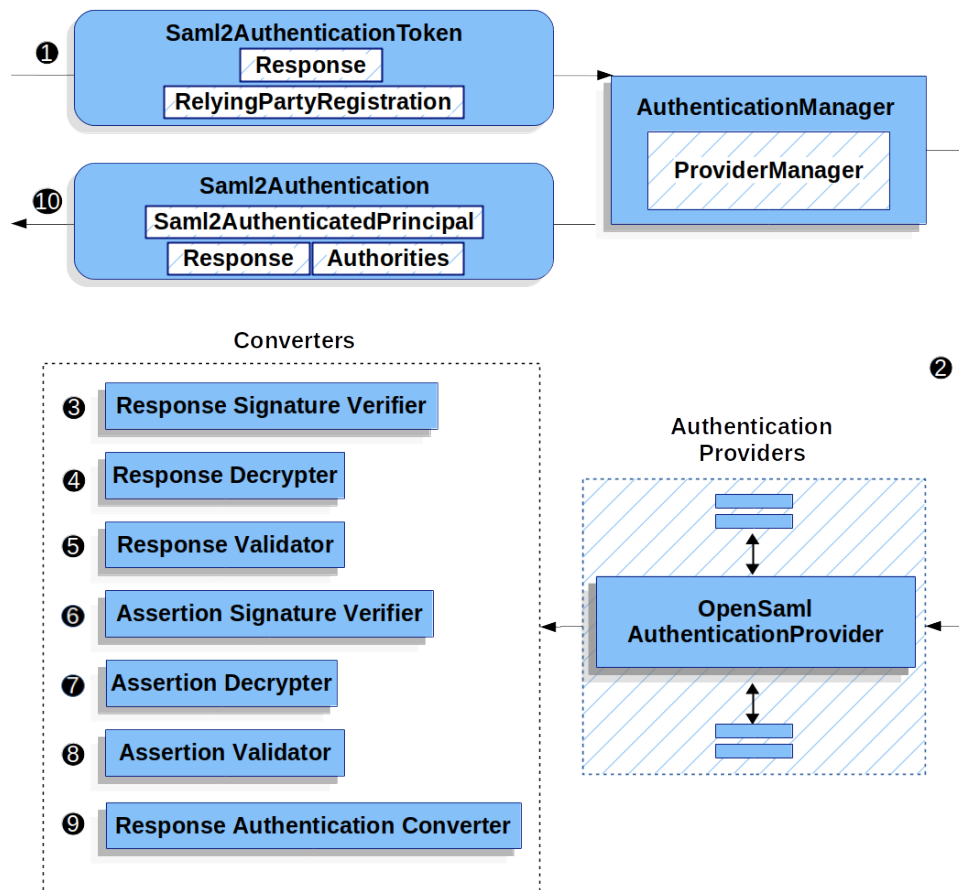 1
Saml2AuthenticationToken
Response
RelyingPartyRegistration
AuthenticationManager
ProviderManager
10
Saml2Authentication
Saml2AuthenticatedPrincipal
Response
Authorities
Converters
2
3
Response Signature Verifier
4
Response Decrypter
5
Response Validator
6
Assertion Signature Verifier
7
Assertion Decrypter
8
Assertion Validator
9
Response Authentication Converter
Authentication
Providers
OpenSaml
AuthenticationProvider